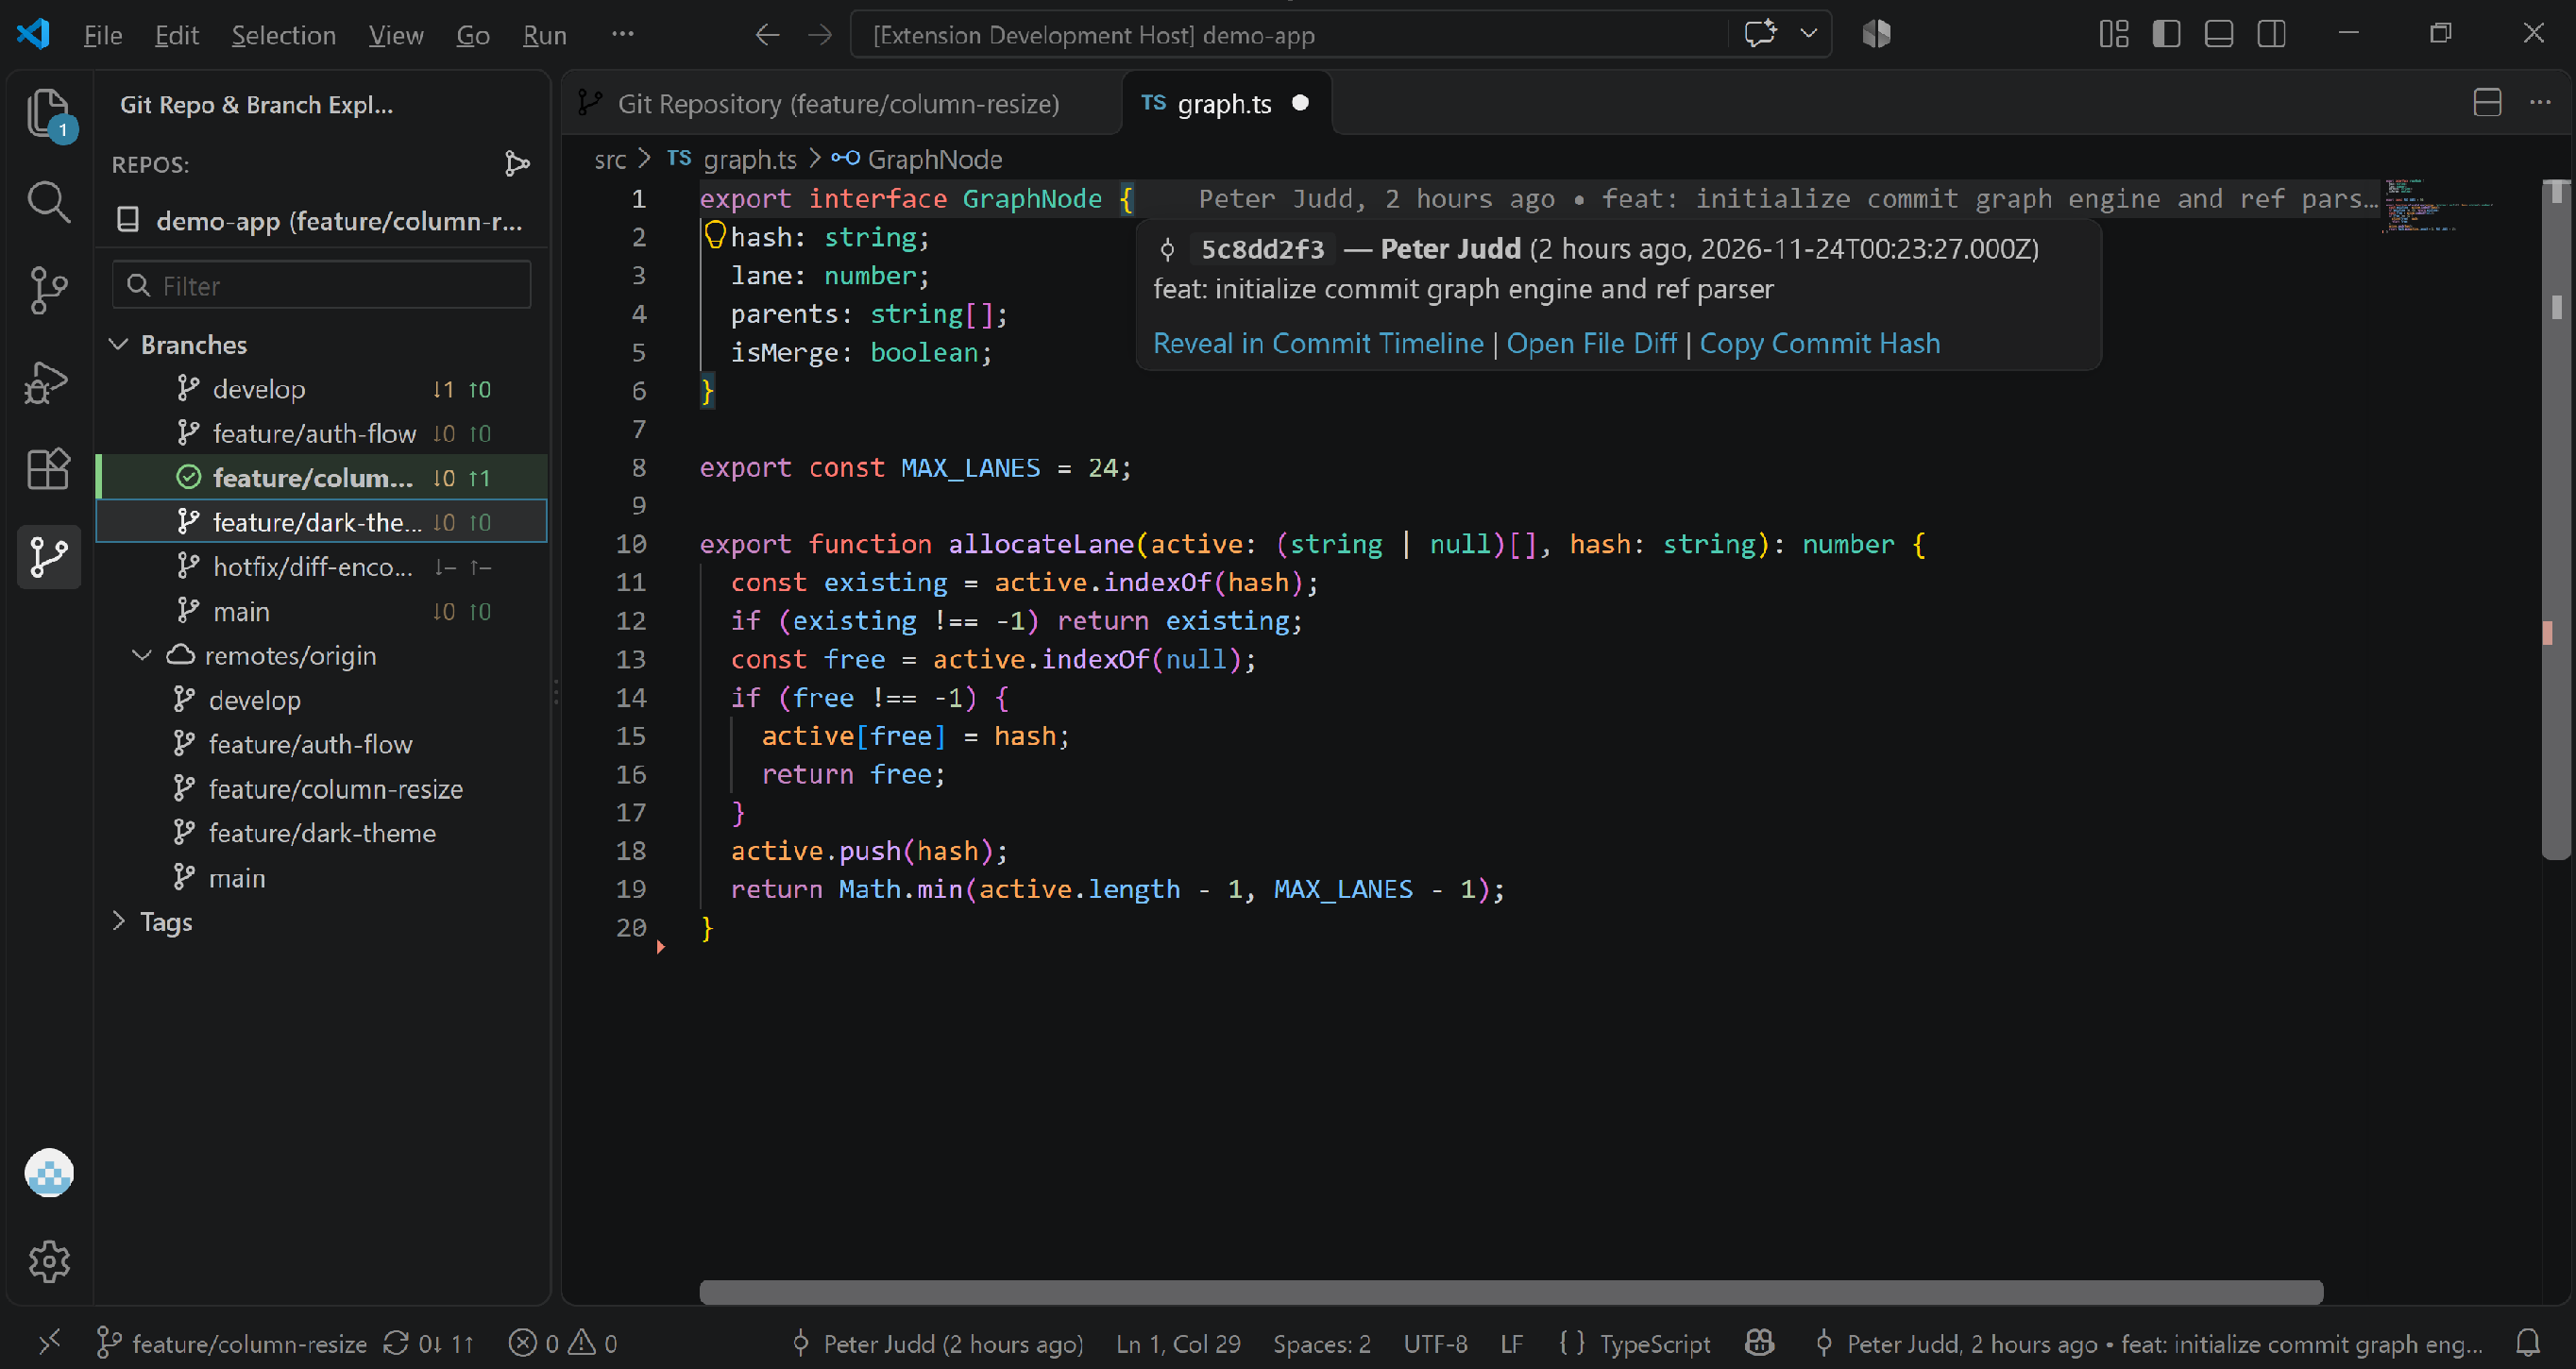 File Edit Selection View Go Run ··· [Extension Development Host] demo-app
Git Repo & Branch Expl...
REPOS:
demo-app (feature/column-r...
Filter
Branches
develop ↓1 ↑0
feature/auth-flow ↓0 ↑0
feature/colum... ↓0 ↑1
feature/dark-the... ↓0 ↑0
hotfix/diff-enco... ↓– ↑–
main ↓0 ↑0
remotes/origin
develop
feature/auth-flow
feature/column-resize
feature/dark-theme
main
Tags
1
Git Repository (feature/column-resize)
TS graph.ts
src > TS graph.ts > GraphNode
1 export interface GraphNode { Peter Judd, 2 hours ago • feat: initialize commit graph engine and ref pars...
2 hash: string;
3 lane: number;
4 parents: string[];
5 isMerge: boolean;
6 }
7
8 export const MAX_LANES = 24;
9
10 export function allocateLane(active: (string | null)[], hash: string): number {
11 const existing = active.indexOf(hash);
12 if (existing !== -1) return existing;
13 const free = active.indexOf(null);
14 if (free !== -1) {
15 active[free] = hash;
16 return free;
17 }
18 active.push(hash);
19 return Math.min(active.length - 1, MAX_LANES - 1);
20 }
5c8dd2f3 — Peter Judd (2 hours ago, 2026-11-24T00:23:27.000Z)
feat: initialize commit graph engine and ref parser
Reveal in Commit Timeline | Open File Diff | Copy Commit Hash
feature/column-resize 0↓ 1↑ 0 0 Peter Judd (2 hours ago) Ln 1, Col 29 Spaces: 2 UTF-8 LF {} TypeScript Peter Judd, 2 hours ago • feat: initialize commit graph eng...